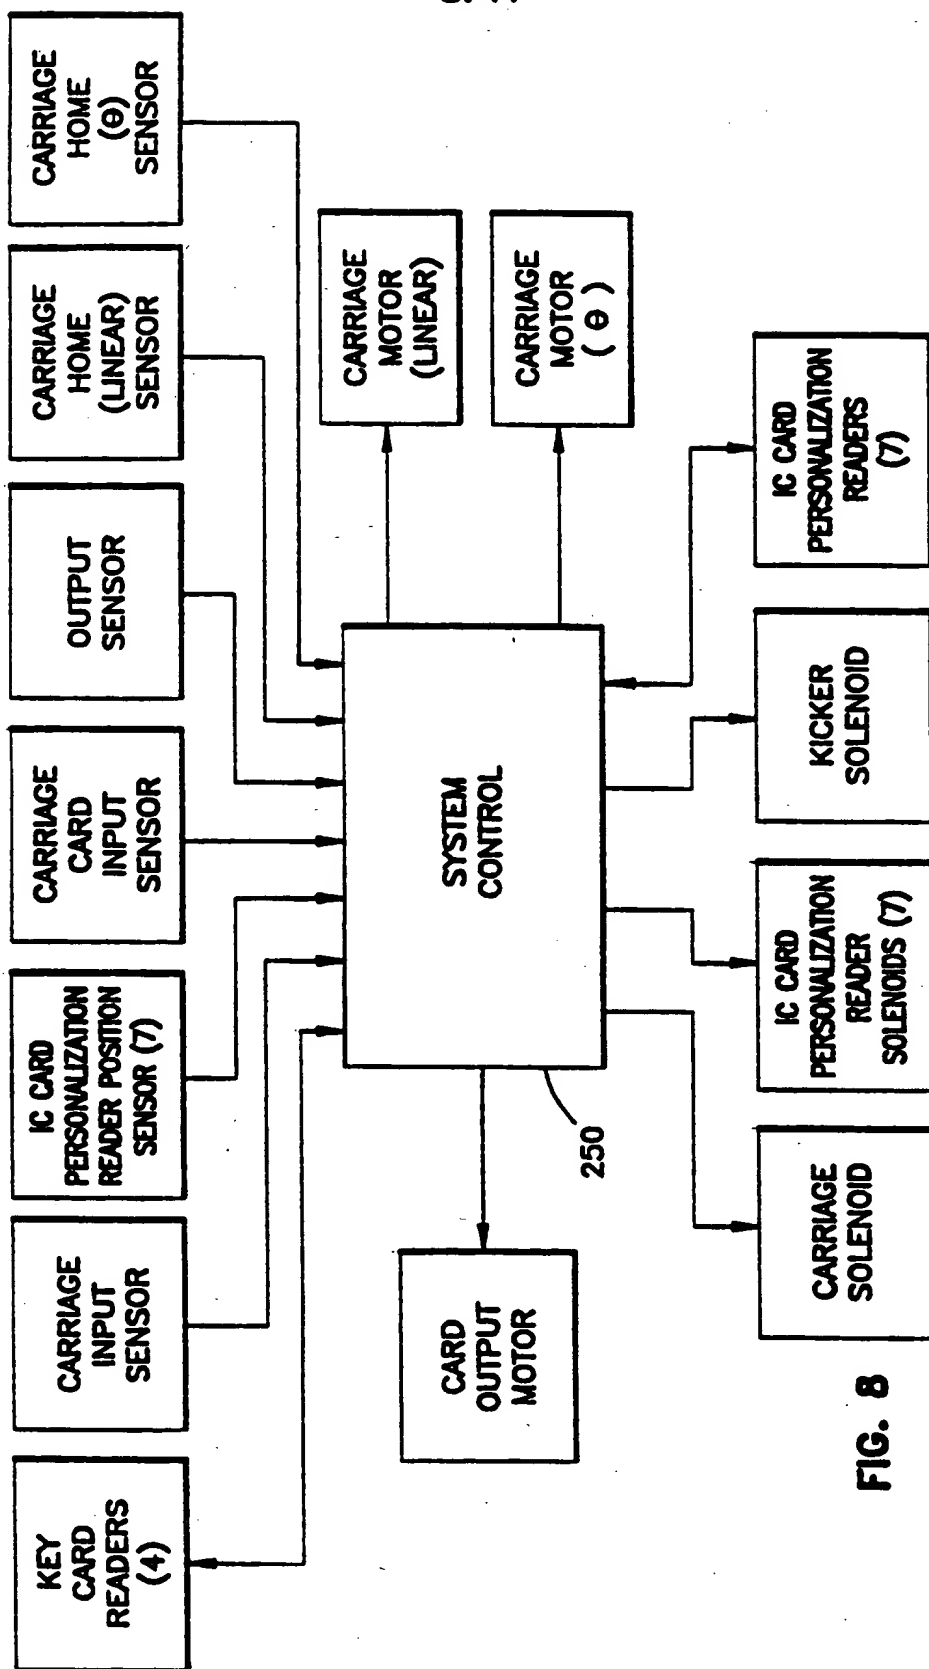 KEY
CARD
READERS
(4)
CARRIAGE
INPUT
SENSOR
IC CARD
PERSONALIZATION
READER POSITION
SENSOR (7)
CARRIAGE
CARD
INPUT
SENSOR
OUTPUT
SENSOR
CARRIAGE
HOME
(LINEAR)
SENSOR
CARRIAGE
HOME
(Θ)
SENSOR
CARD
OUTPUT
MOTOR
250
SYSTEM
CONTROL
CARRIAGE
MOTOR
(LINEAR)
CARRIAGE
MOTOR
( Θ )
CARRIAGE
SOLENOID
IC CARD
PERSONALIZATION
READER
SOLENOIDS (7)
KICKER
SOLENOID
IC CARD
PERSONALIZATION
READERS
(7)
FIG. 8